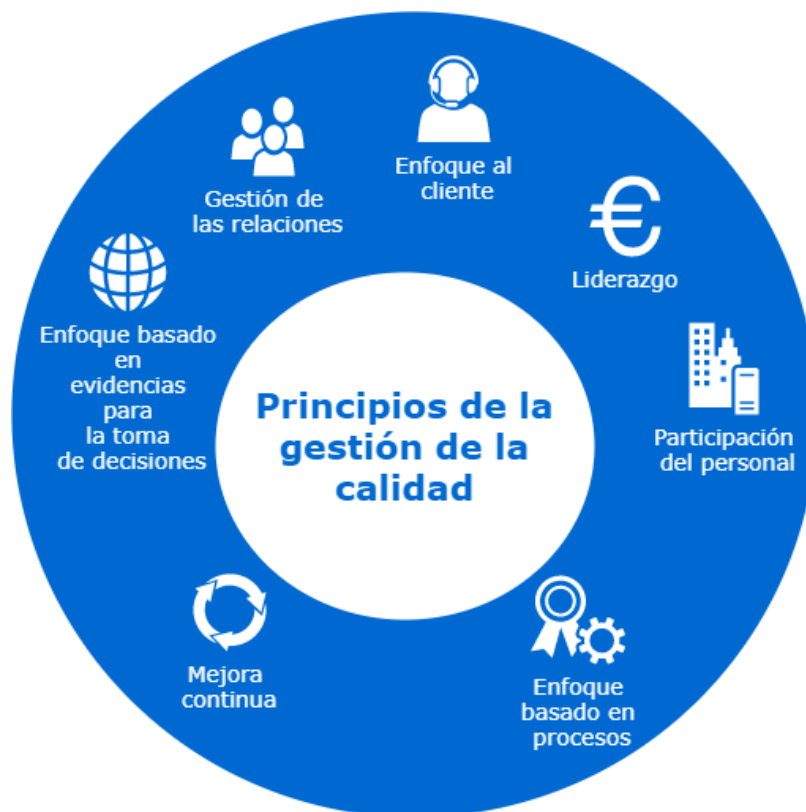 Enfoque al
cliente
€
Liderazgo
Participación
del personal
Enfoque
basado en
procesos
Mejora
continua
Enfoque basado
en
evidencias
para
la toma
de decisiones
Gestión de
las relaciones
Principios de la
gestión de la
calidad